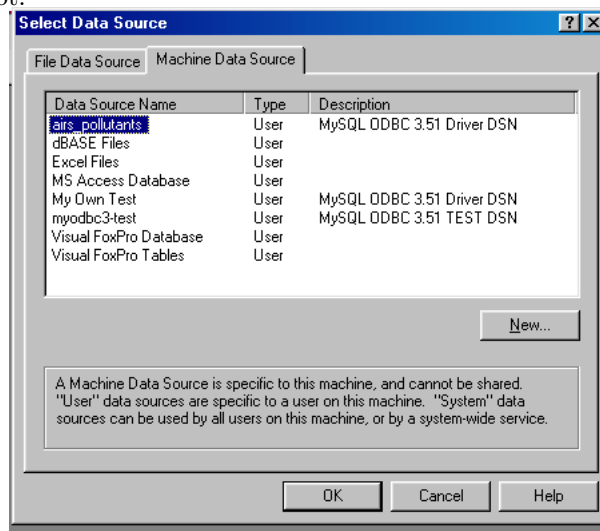 Select Data Source
File Data Source Machine Data Source
Data Source Name Type Description
airs_pollutants User MySQL ODBC 3.51 Driver DSN
dBASE Files User
Excel Files User
MS Access Database User
My Own Test User MySQL ODBC 3.51 Driver DSN
myodbc3-test User MySQL ODBC 3.51 TEST DSN
Visual FoxPro Database User
Visual FoxPro Tables User
New...
A Machine Data Source is specific to this machine, and cannot be shared.
"User" data sources are specific to a user on this machine. "System" data
sources can be used by all users on this machine, or by a system-wide service.
OK Cancel Help